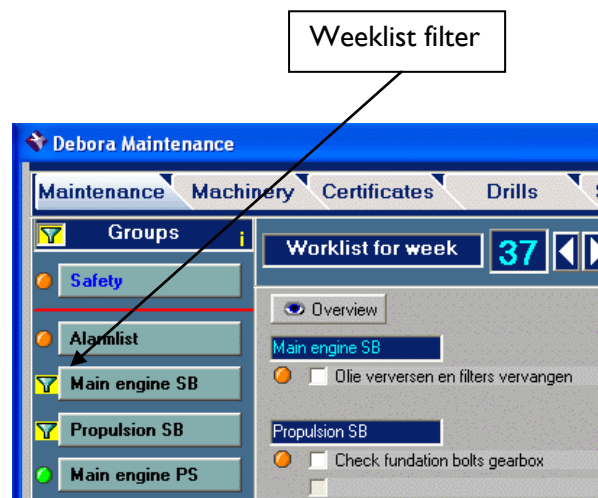 Weeklist filter
Debora Maintenance
Maintenance Machinery Certificates Drills
Groups i
Worklist for week 37
Safety
Overview
Alarmlist
Main engine SB
Main engine SB
Olie verversen en filters vervangen
Propulsion SB
Propulsion SB
Check fundation bolts gearbox
Main engine PS